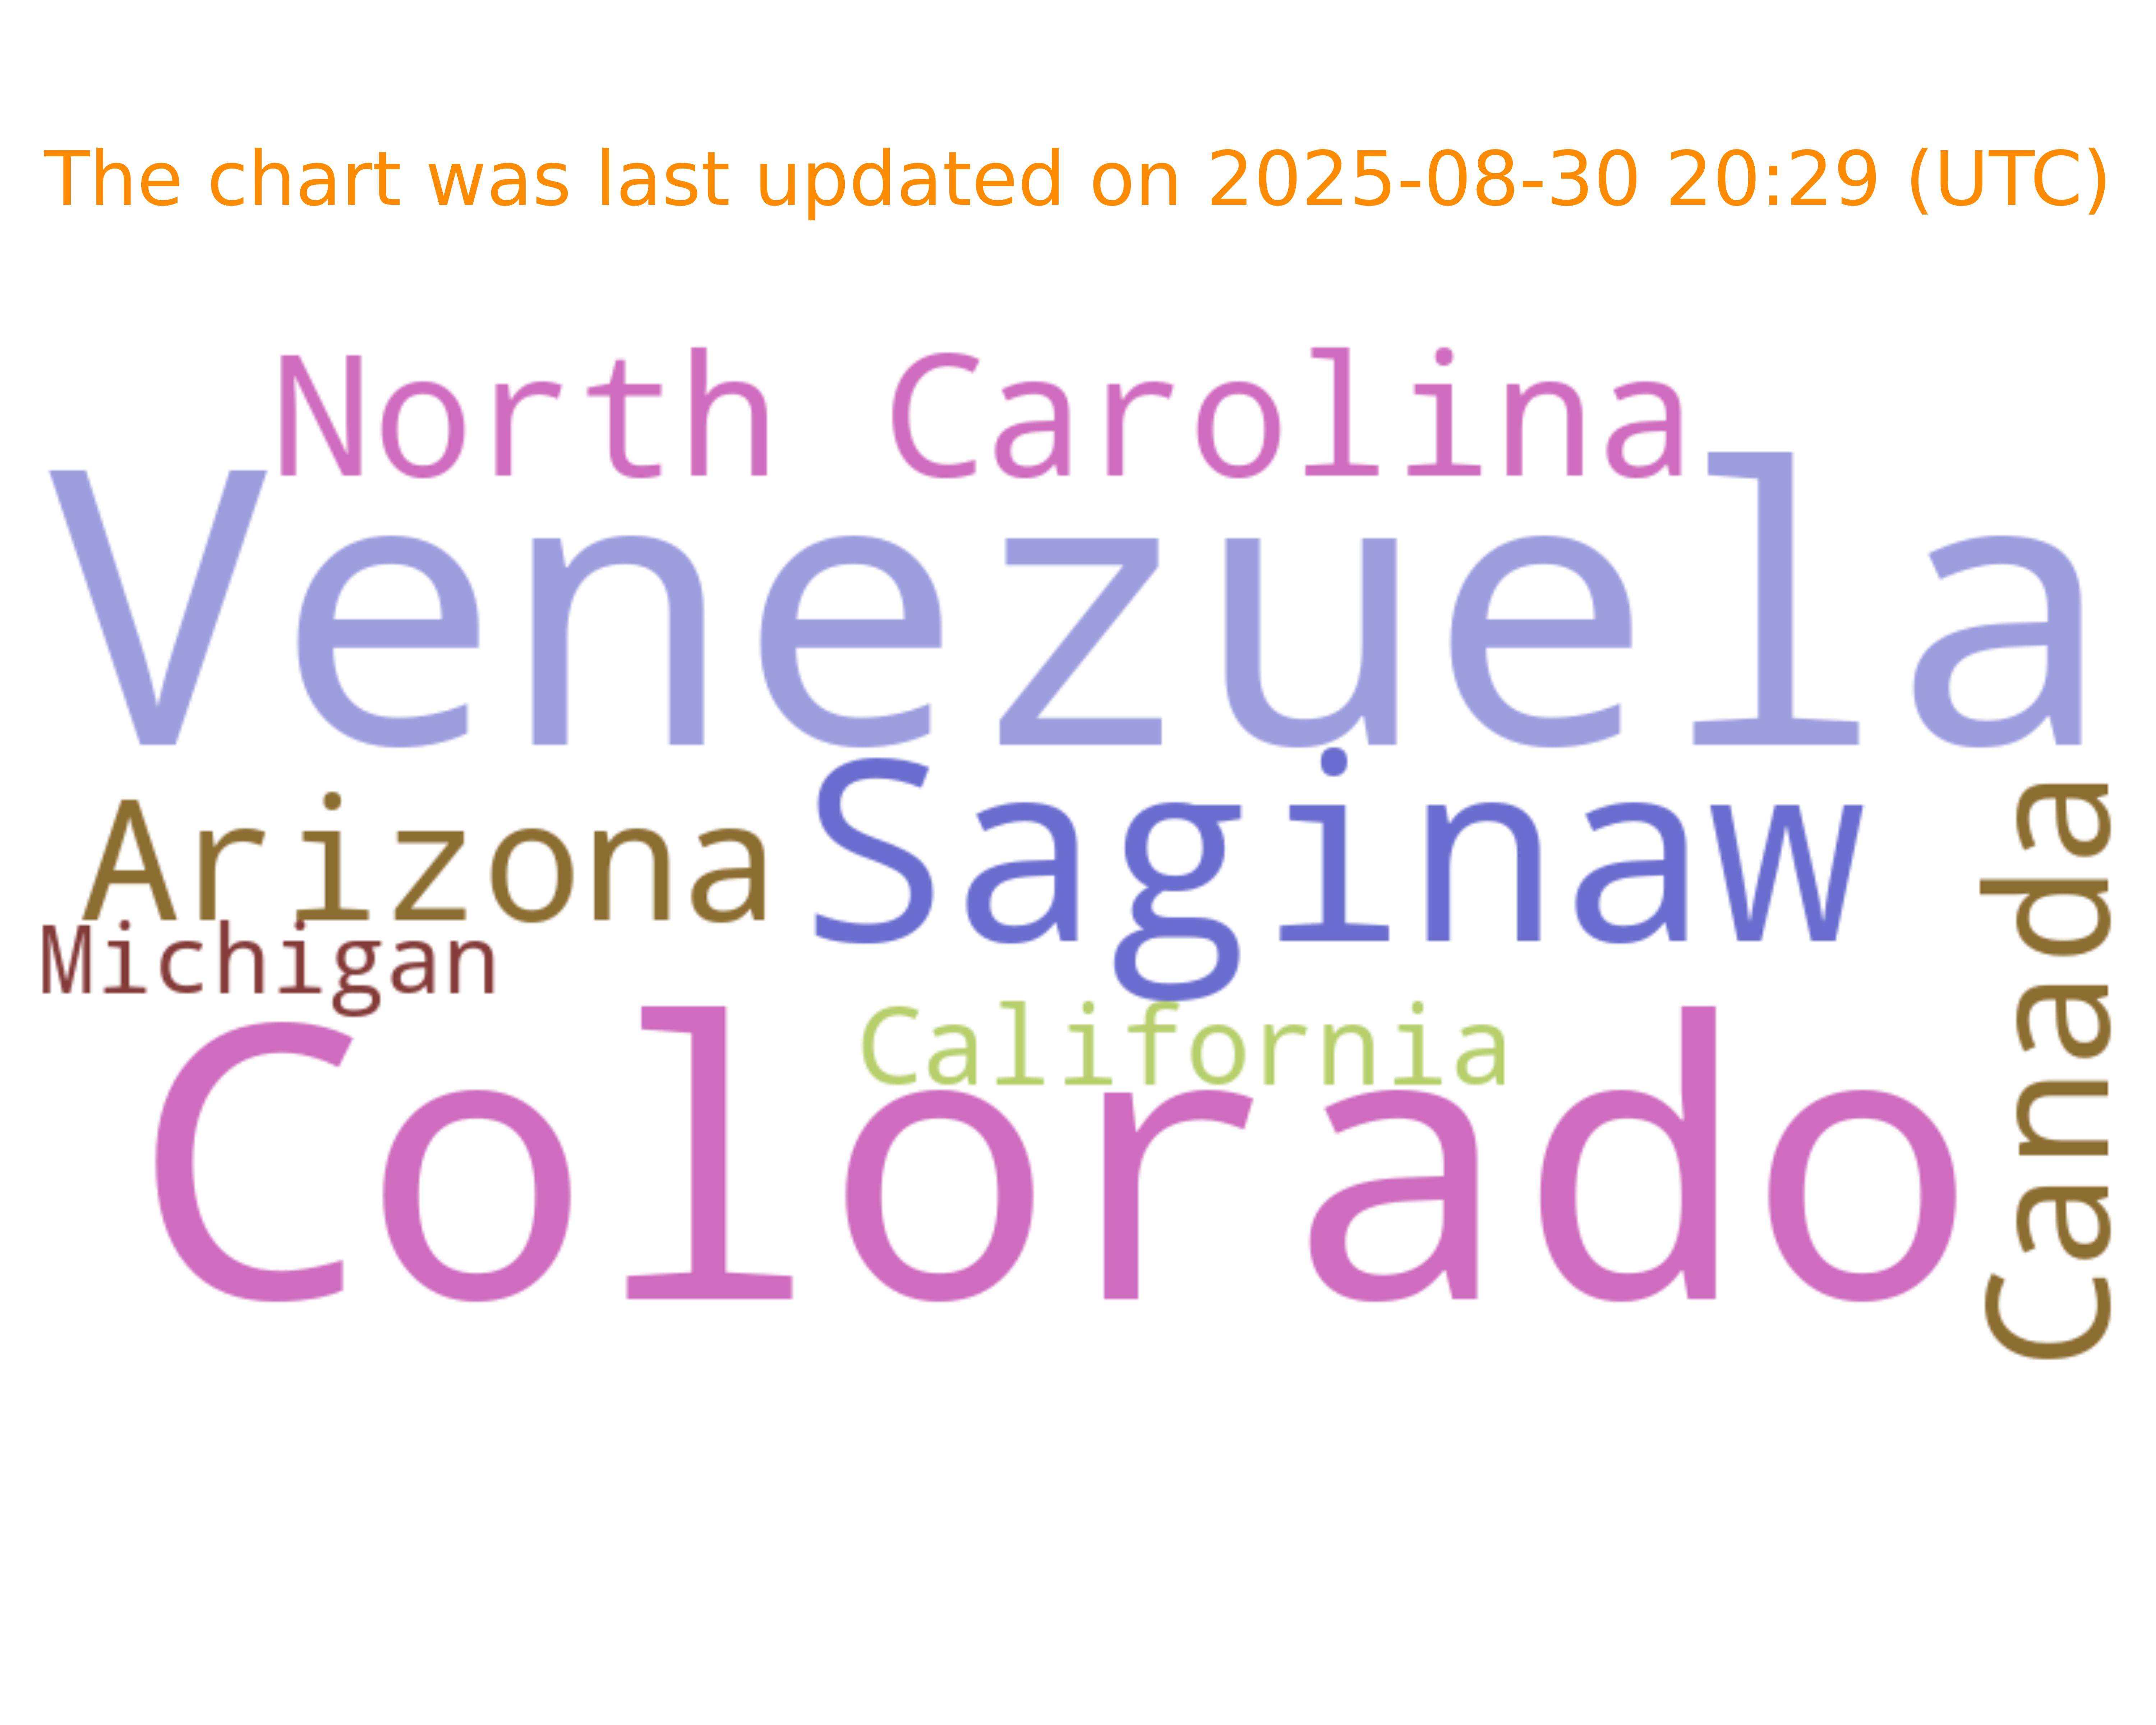 The chart was last updated on 2025-08-30 20:29 (UTC)
North Carolina
Venezuela
Arizona
Saginaw
Canada
Michigan
California
Colorado